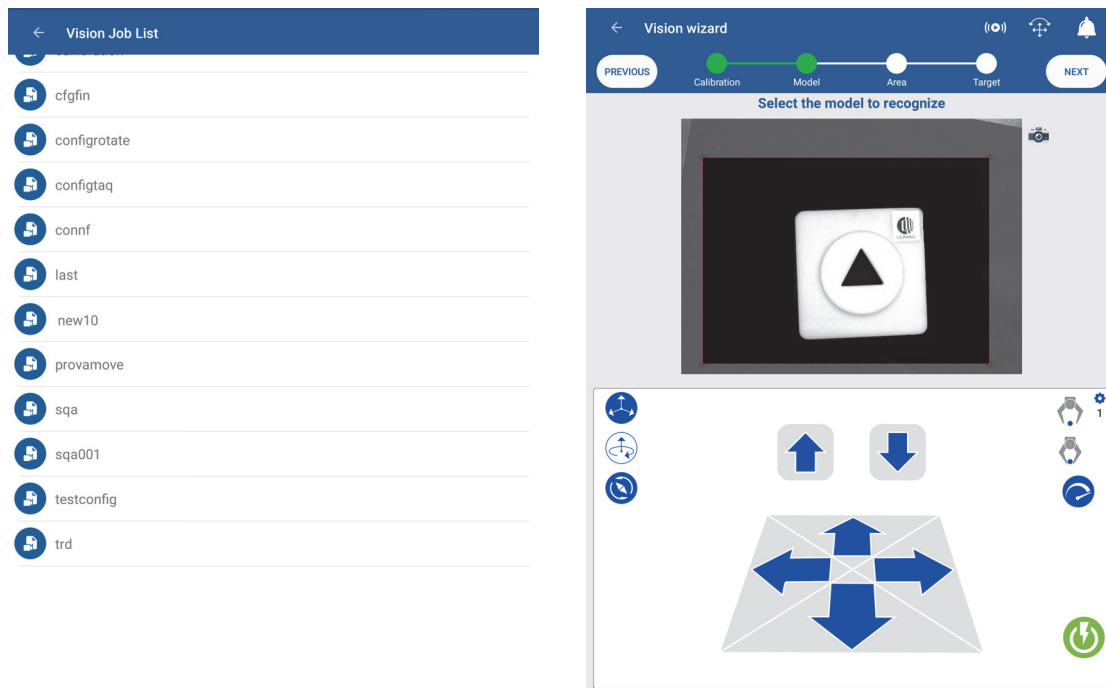 Vision Job List
cfgfin
configrotate
configtaq
connf
last
new10
provamove
sqa
sqa001
testconfig
trd
Vision wizard
PREVIOUS
Calibration
Model
Area
Target
NEXT
Select the model to recognize
1